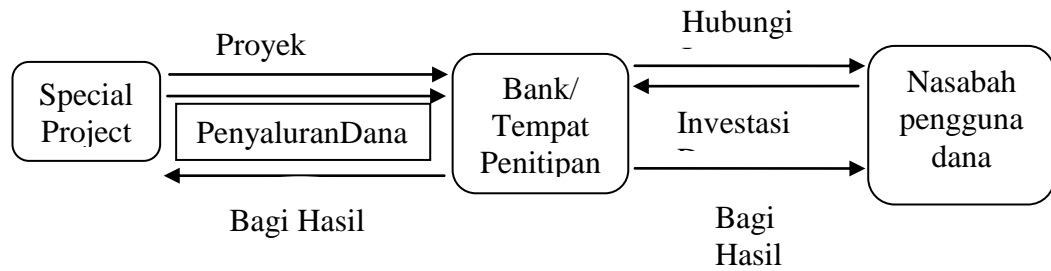 Proyek
Hubungi
Special
Project
PenyaluranDana
Bank/
Tempat
Penitipan
Investasi
Nasabah
pengguna
dana
Bagi Hasil
Bagi
Hasil